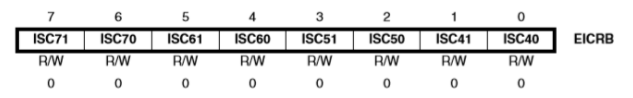 7 6 5 4 3 2 1 0
ISC71 ISC70 ISC61 ISC60 ISC51 ISC50 ISC41 ISC40 EICRB
R/W R/W R/W R/W R/W R/W R/W R/W
0 0 0 0 0 0 0 0